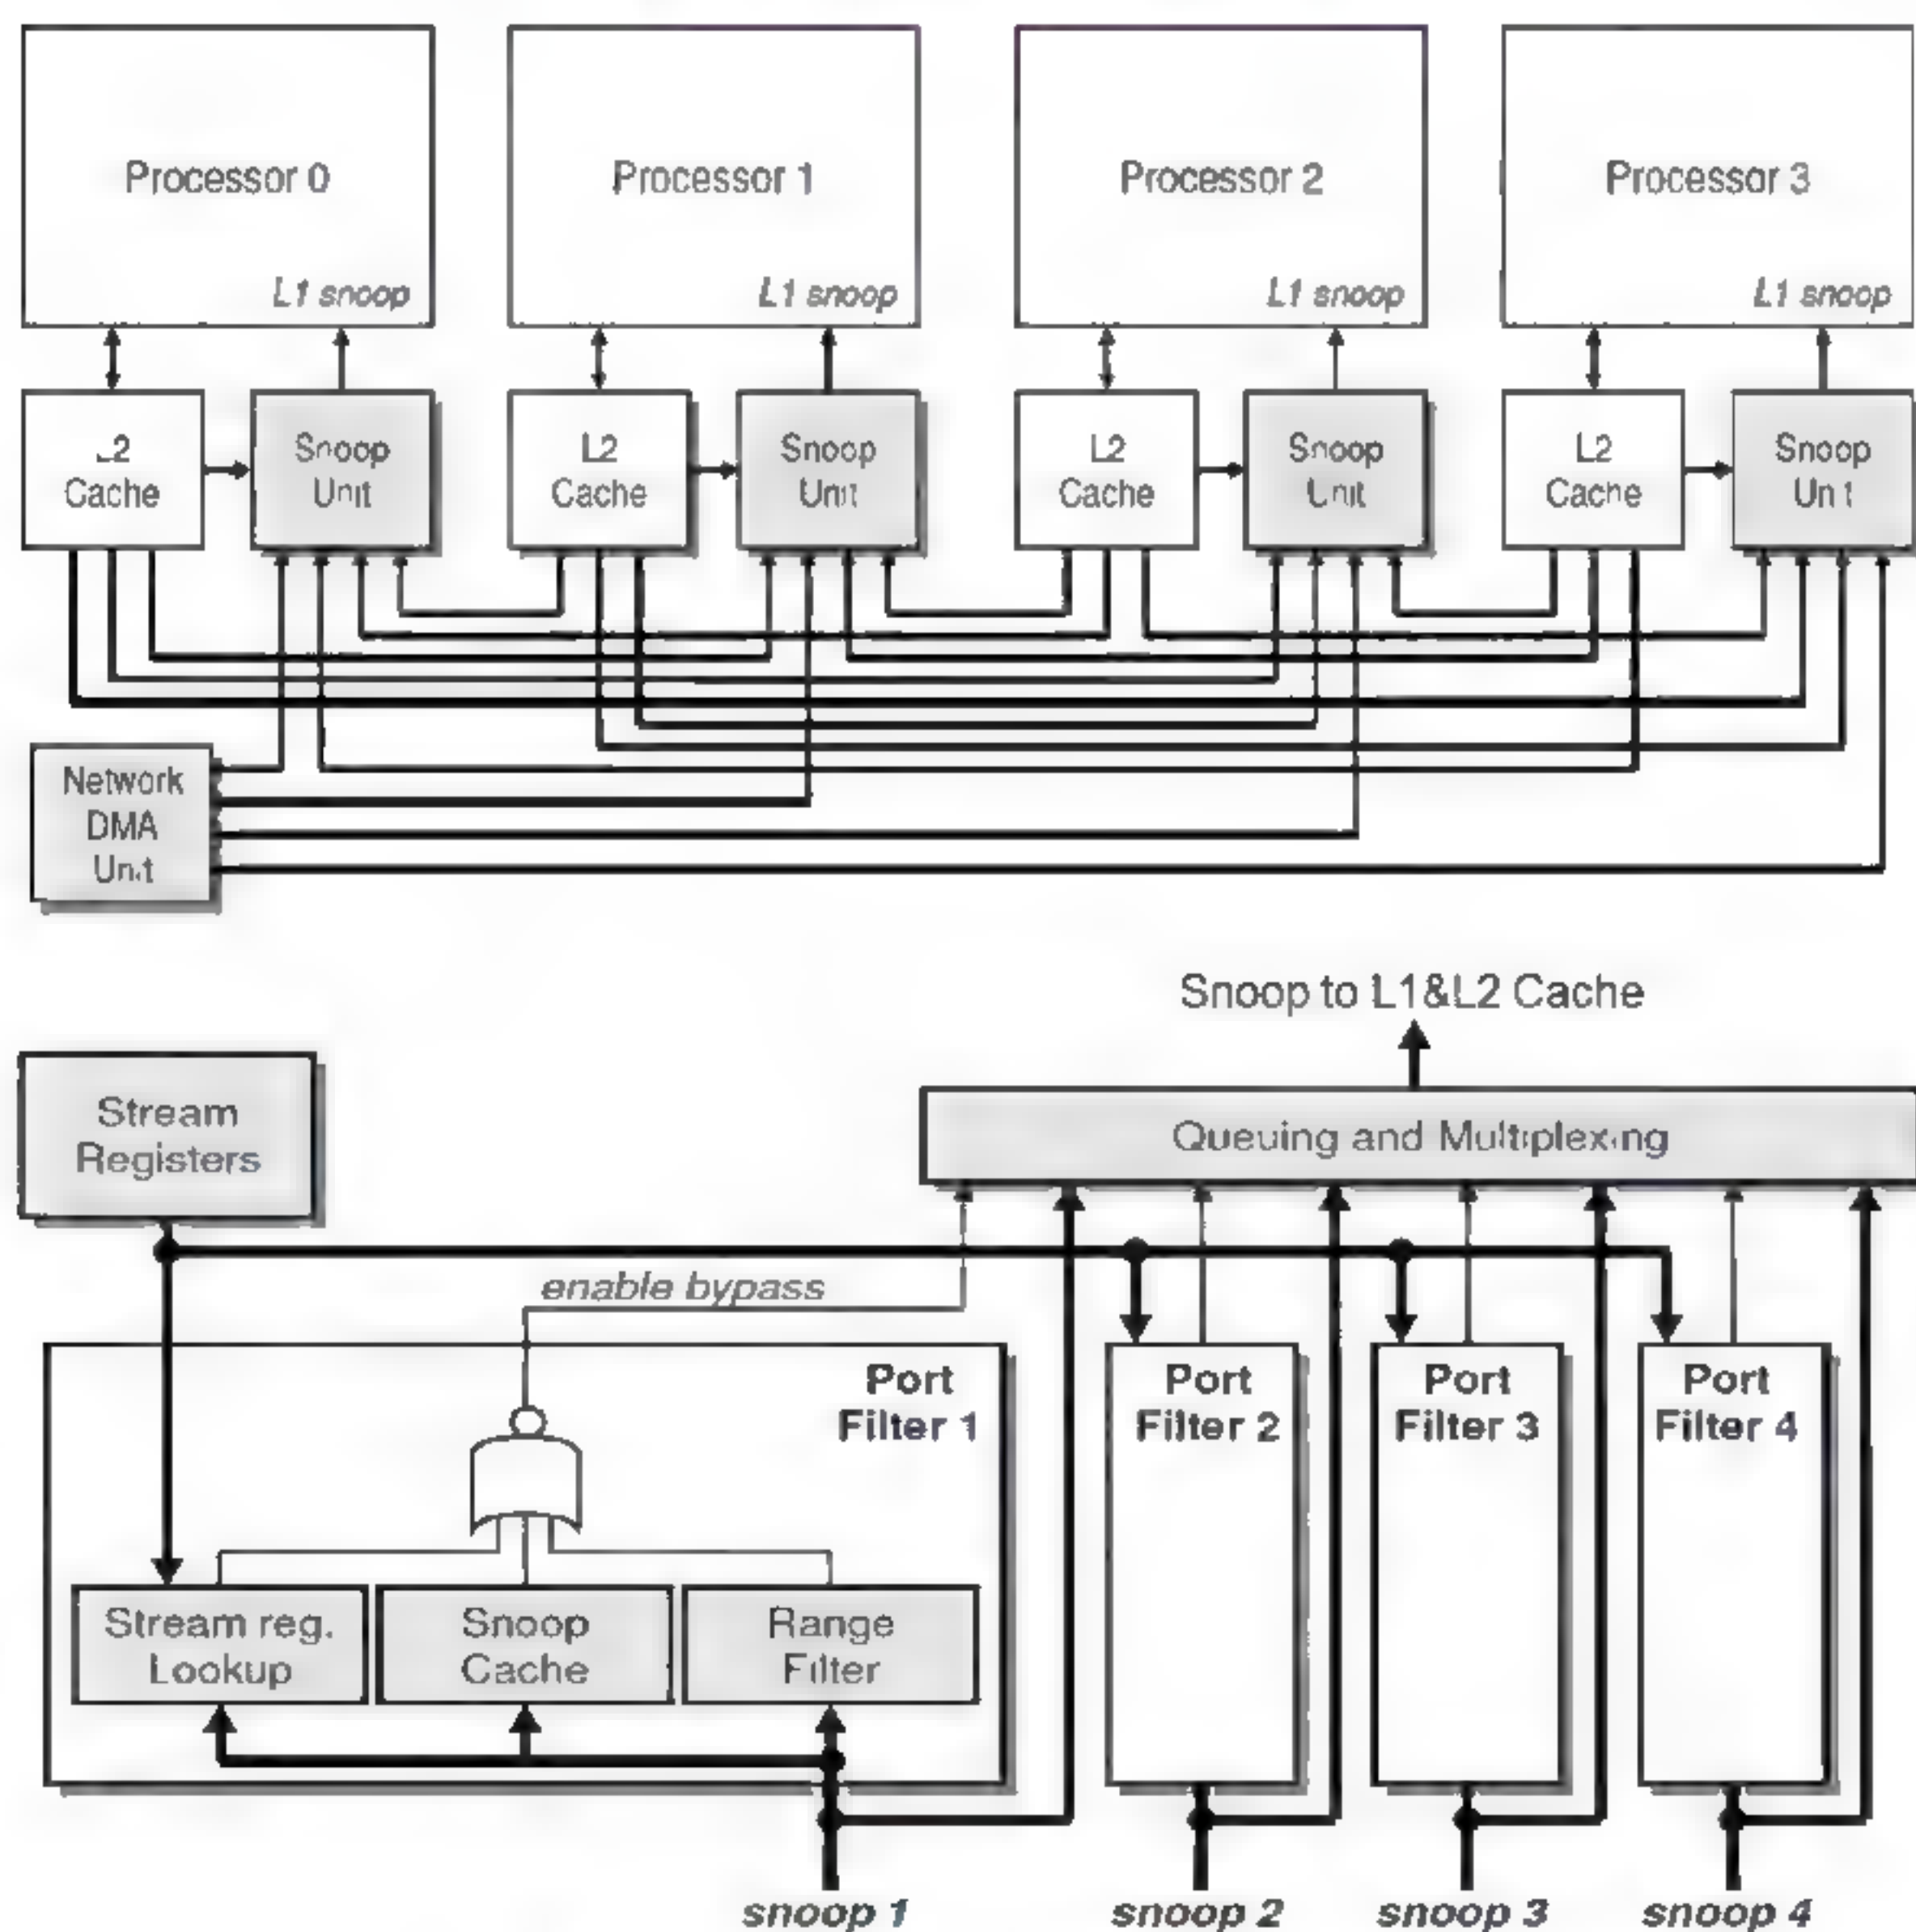 Processor 0
Processor 1
Processor 2
Processor 3
L1 snoop
L1 snoop
L1 snoop
L1 snoop
L2
Cache
Snoop
Unit
L2
Cache
Snoop
Unit
L2
Cache
Snoop
Unit
L2
Cache
Snoop
Unit
Network
DMA
Unit
Snoop to L1&L2 Cache
Stream
Registers
Queuing and Multiplexing
enable bypass
Port
Filter 1
Port
Filter 2
Port
Filter 3
Port
Filter 4
Stream reg.
Lookup
Snoop
Cache
Range
Filter
snoop 1
snoop 2
snoop 3
snoop 4